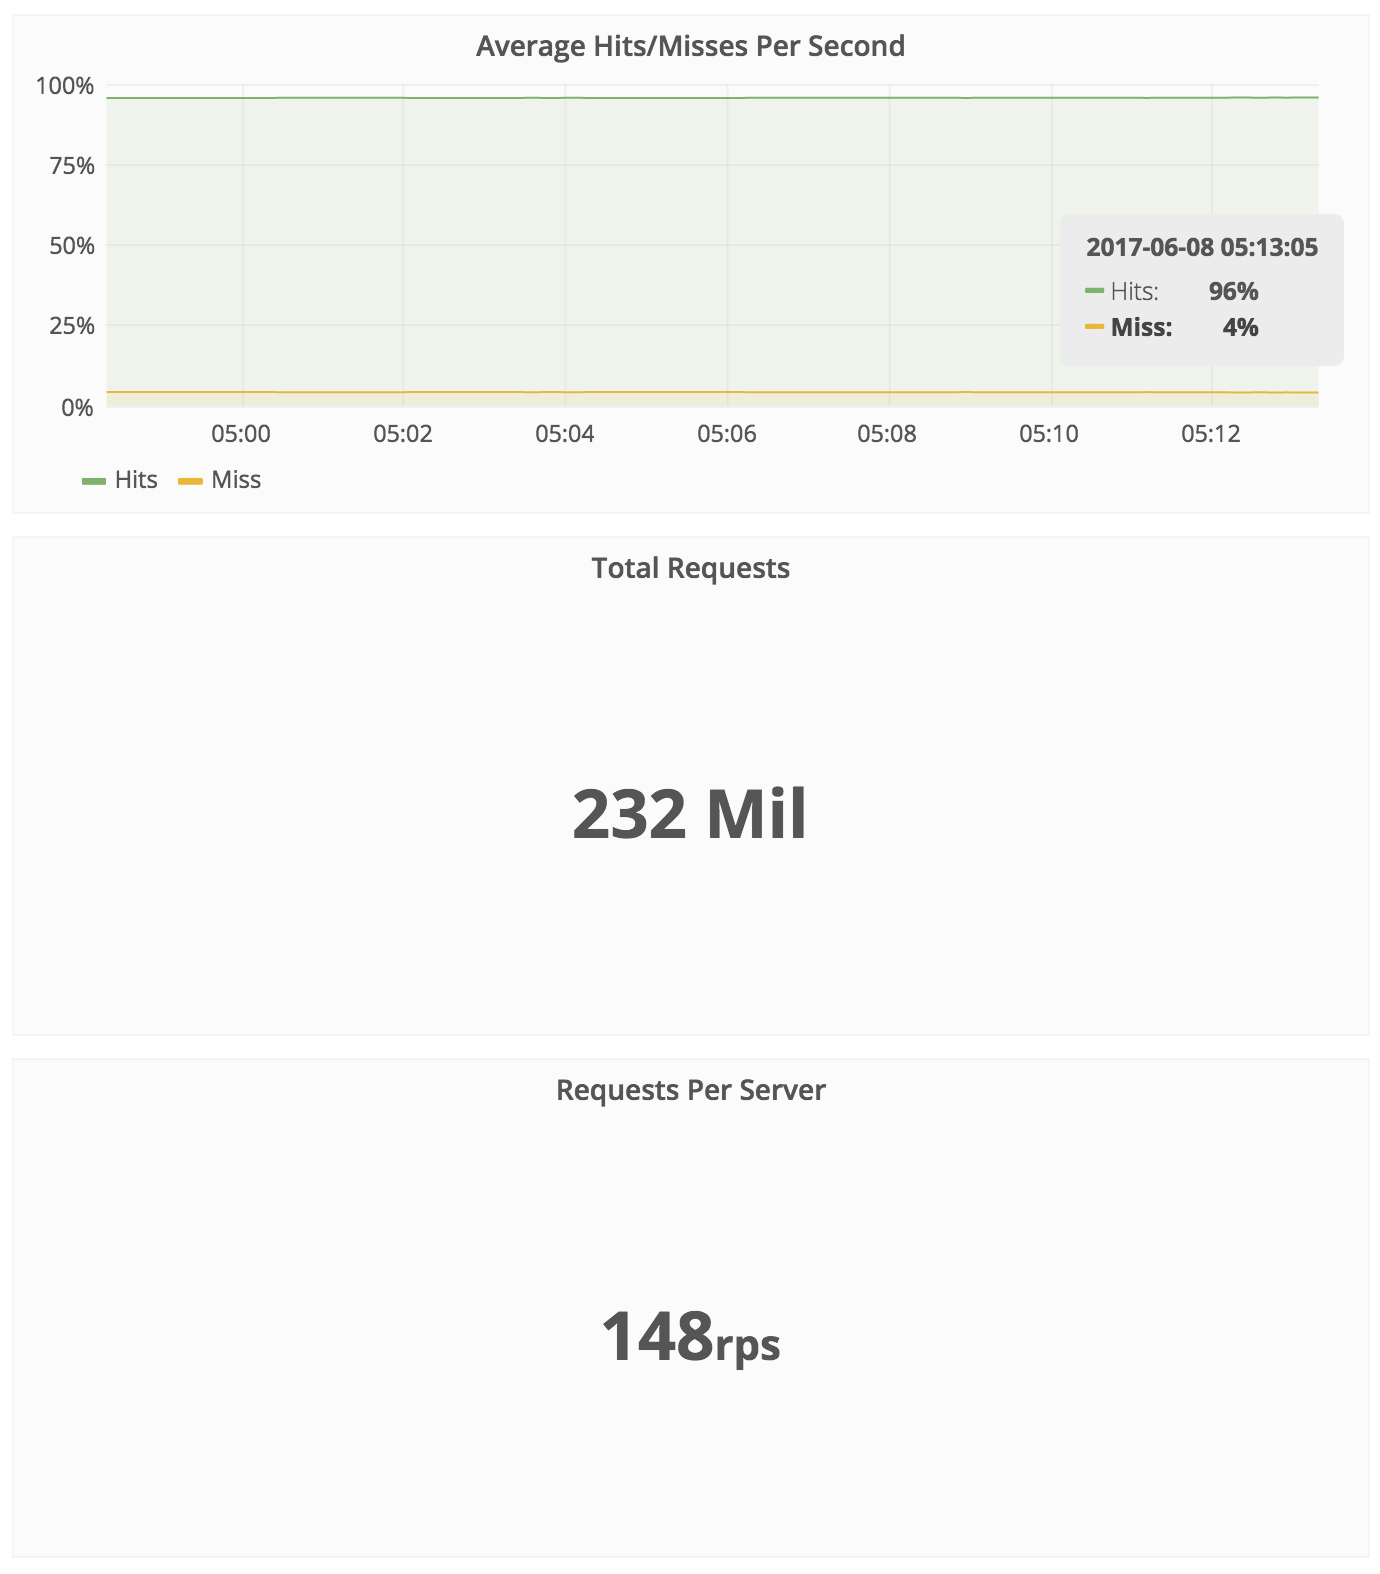 Average Hits/Misses Per Second
100%
75%
50%
25%
0%
2017-06-08 05:13:05
Hits: 96%
Miss: 4%
05:00 05:02 05:04 05:06 05:08 05:10 05:12
Hits Miss
Total Requests
232 Mil
Requests Per Server
148rps